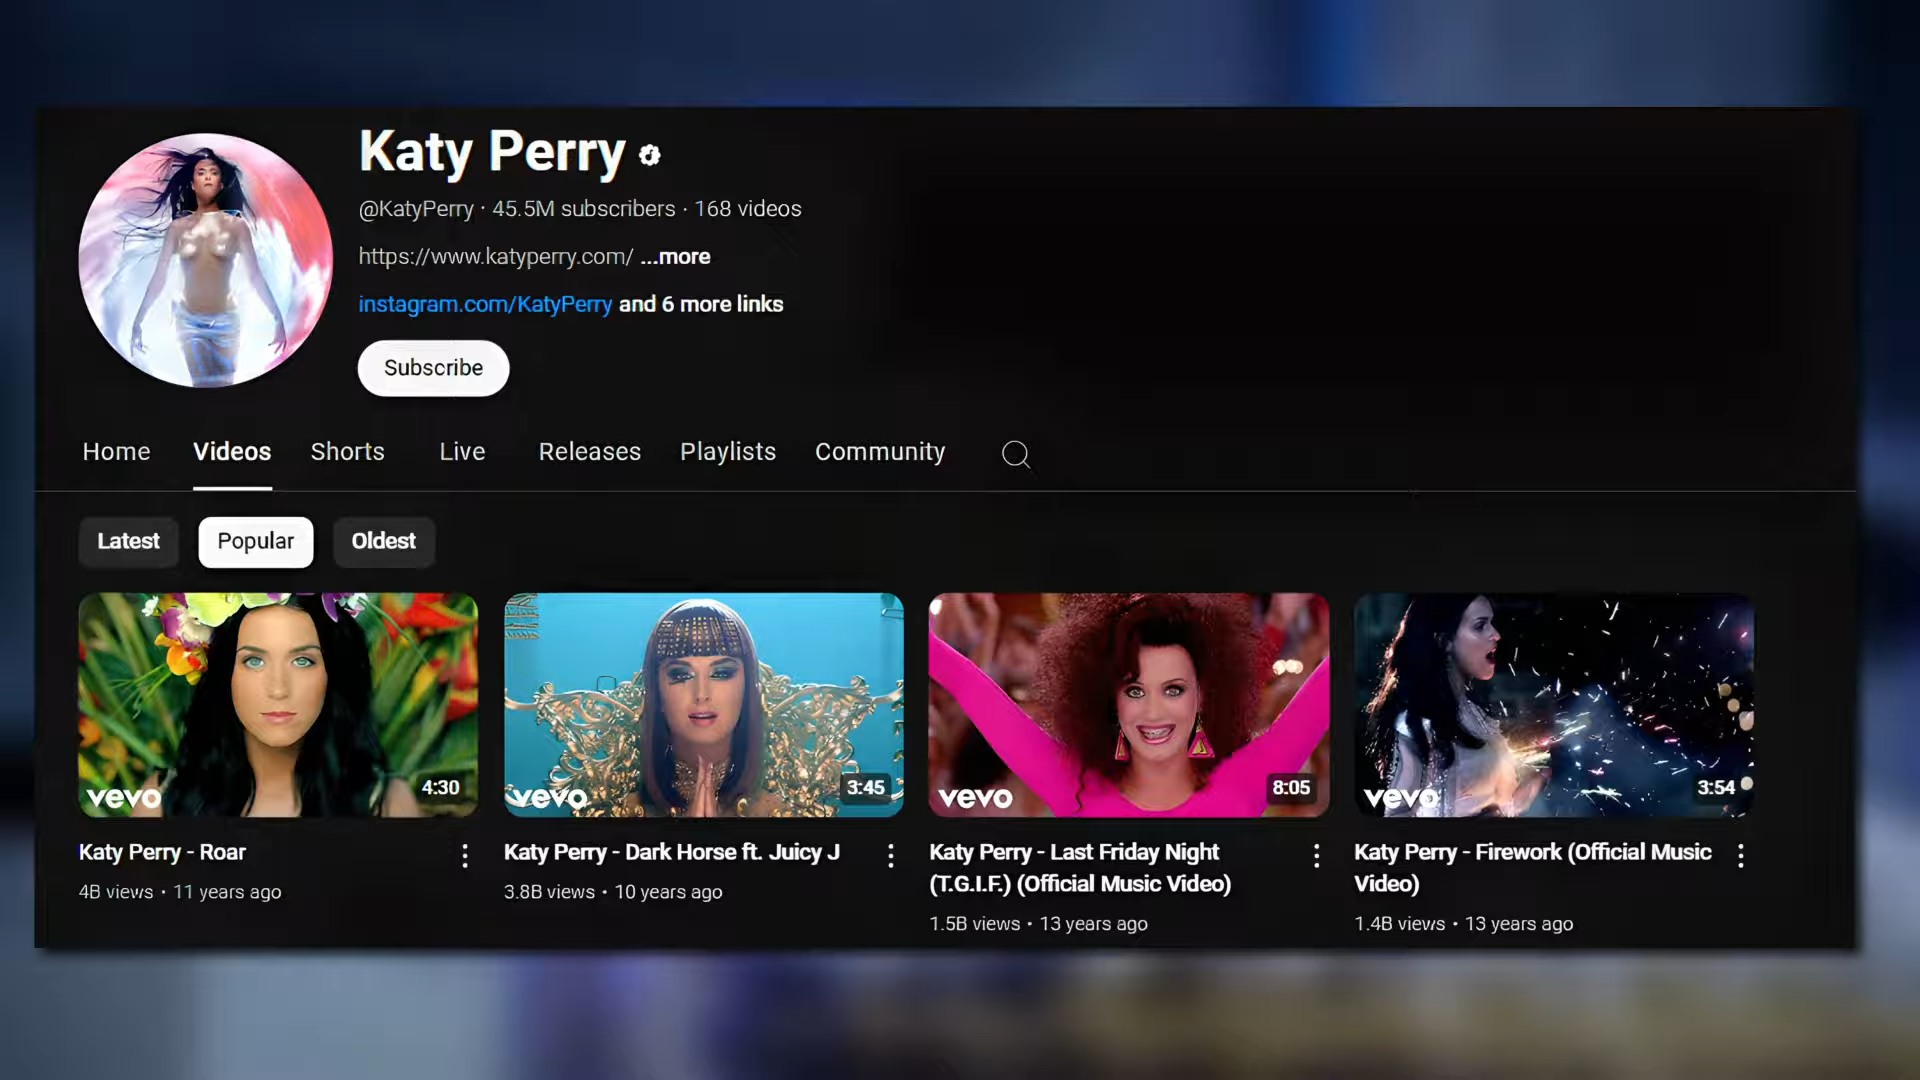 Katy Perry
@KatyPerry · 45.5M subscribers · 168 videos
https://www.katyperry.com/ ...more
instagram.com/KatyPerry and 6 more links
Subscribe
Home Videos Shorts Live Releases Playlists Community
Latest Popular Oldest
vevo 4:30
vevo 3:45
vevo 8:05
vevo 3:54
Katy Perry - Roar
4B views • 11 years ago
Katy Perry - Dark Horse ft. Juicy J
3.8B views • 10 years ago
Katy Perry - Last Friday Night
(T.G.I.F.) (Official Music Video)
1.5B views • 13 years ago
Katy Perry - Firework (Official Music
Video)
1.4B views • 13 years ago